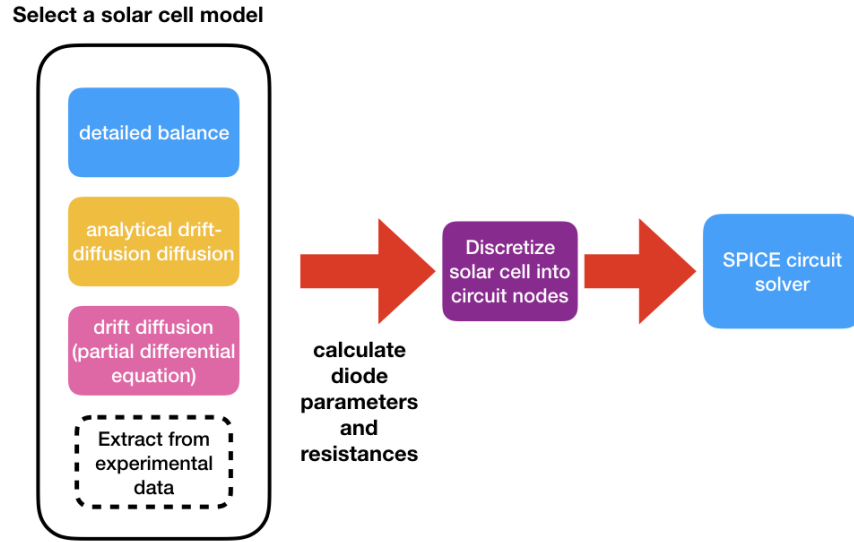 Select a solar cell model
detailed balance
analytical drift-
diffusion diffusion
drift diffusion
(partial differential
equation)
Extract from
experimental
data
calculate
diode
parameters
and
resistances
Discretize
solar cell into
circuit nodes
SPICE circuit
solver